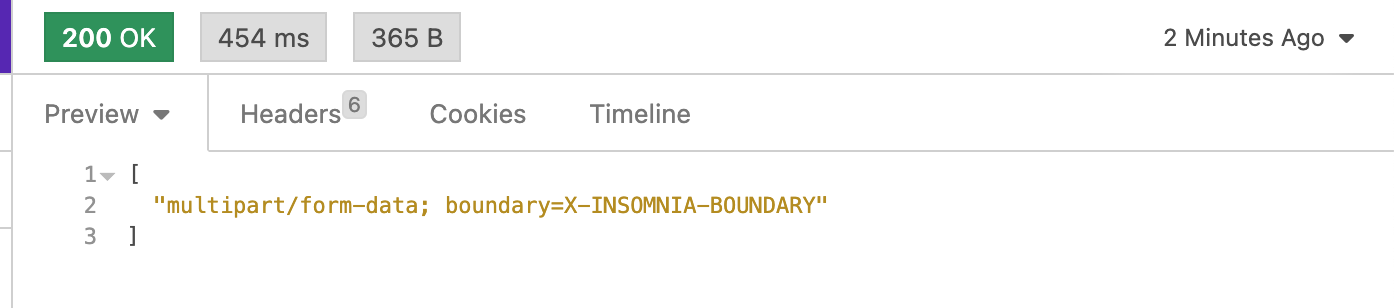 200 OK 454 ms 365 B 2 Minutes Ago
Preview Headers 6 Cookies Timeline
1 [
2 "multipart/form-data; boundary=X-INSOMNIA-BOUNDARY"
3 ]